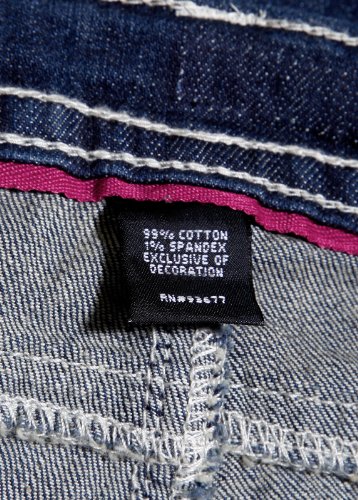 99% COTTON
1% SPANDEX
EXCLUSIVE OF
DECORATION
RN#93677